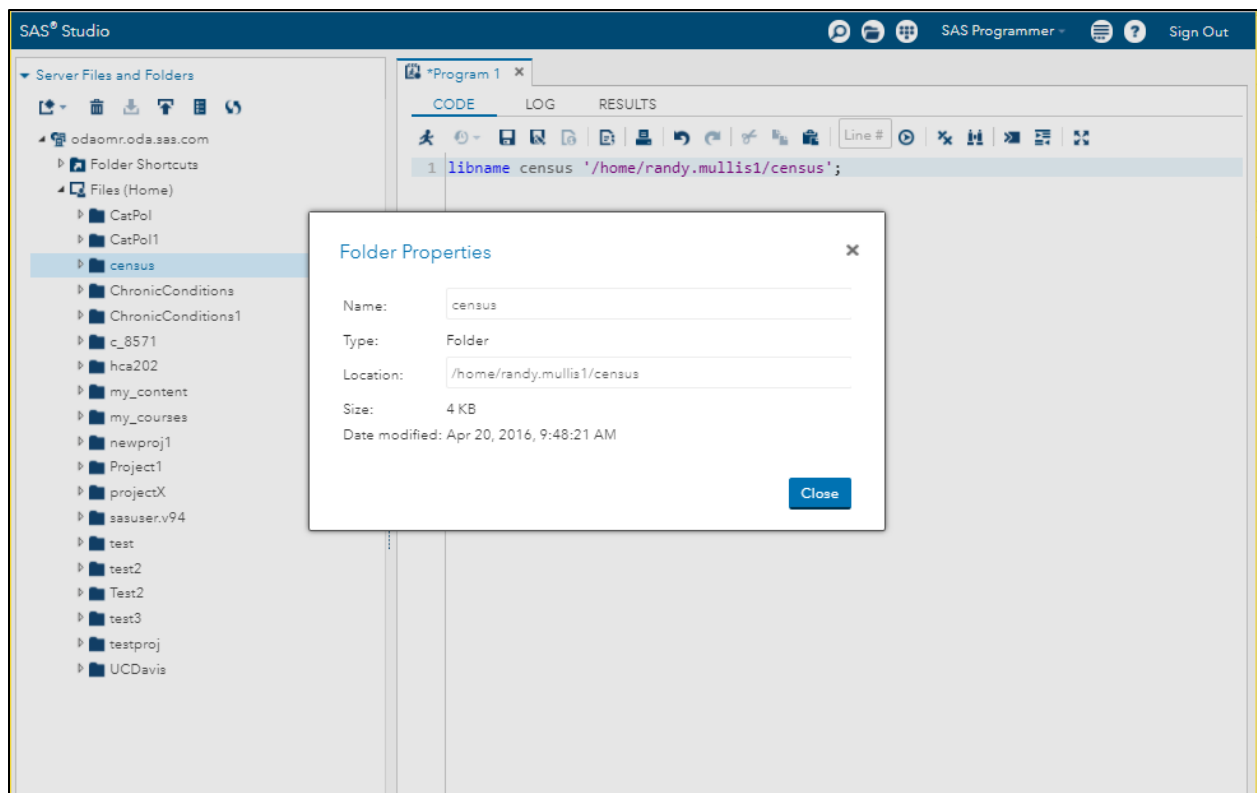 SAS® Studio
SAS Programmer
Sign Out
Server Files and Folders
odaomr.oda.sas.com
Folder Shortcuts
Files (Home)
CatPol
CatPol1
census
ChronicConditions
ChronicConditions1
c_8571
hca202
my_content
my_courses
newproj1
Project1
projectX
sasuser.v94
test
test2
Test2
test3
testproj
UCDavis
*Program 1
CODE LOG RESULTS
Line #
1 libname census '/home/randy.mullis1/census';
Folder Properties
Name: census
Type: Folder
Location: /home/randy.mullis1/census
Size: 4 KB
Date modified: Apr 20, 2016, 9:48:21 AM
Close